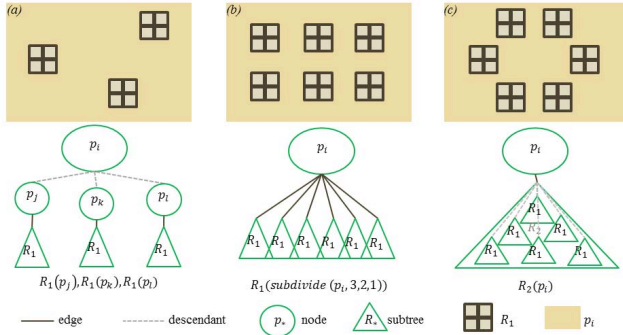 (a)
(b)
(c)
p_i
p_i
p_i
p_j
p_k
p_l
R_1
R_1
R_1
R_1 R_1 R_1 R_1 R_1 R_1
R_1
R_2
R_1
R_1
R_1
R_1
R_1
R_1(p_j),R_1(p_k),R_1(p_l)
R_1(subdivide (p_i,3,2,1))
R_2(p_i)
edge
descendant
p_* node
R_* subtree
R_1
p_i